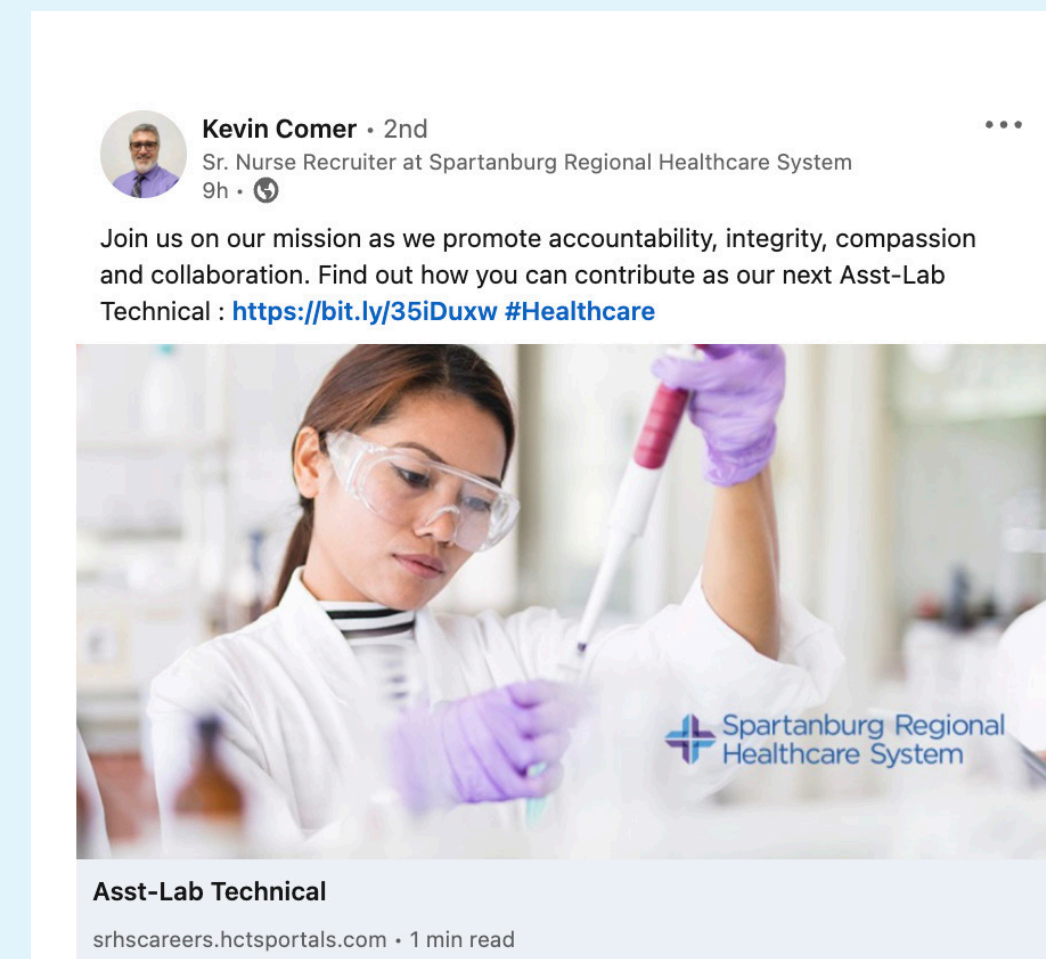 Kevin Comer • 2nd
Sr. Nurse Recruiter at Spartanburg Regional Healthcare System
9h •
Join us on our mission as we promote accountability, integrity, compassion
and collaboration. Find out how you can contribute as our next Asst-Lab
Technical : https://bit.ly/35iDuxw #Healthcare
Spartanburg Regional
Healthcare System
Asst-Lab Technical
srhscareers.hctsportals.com • 1 min read